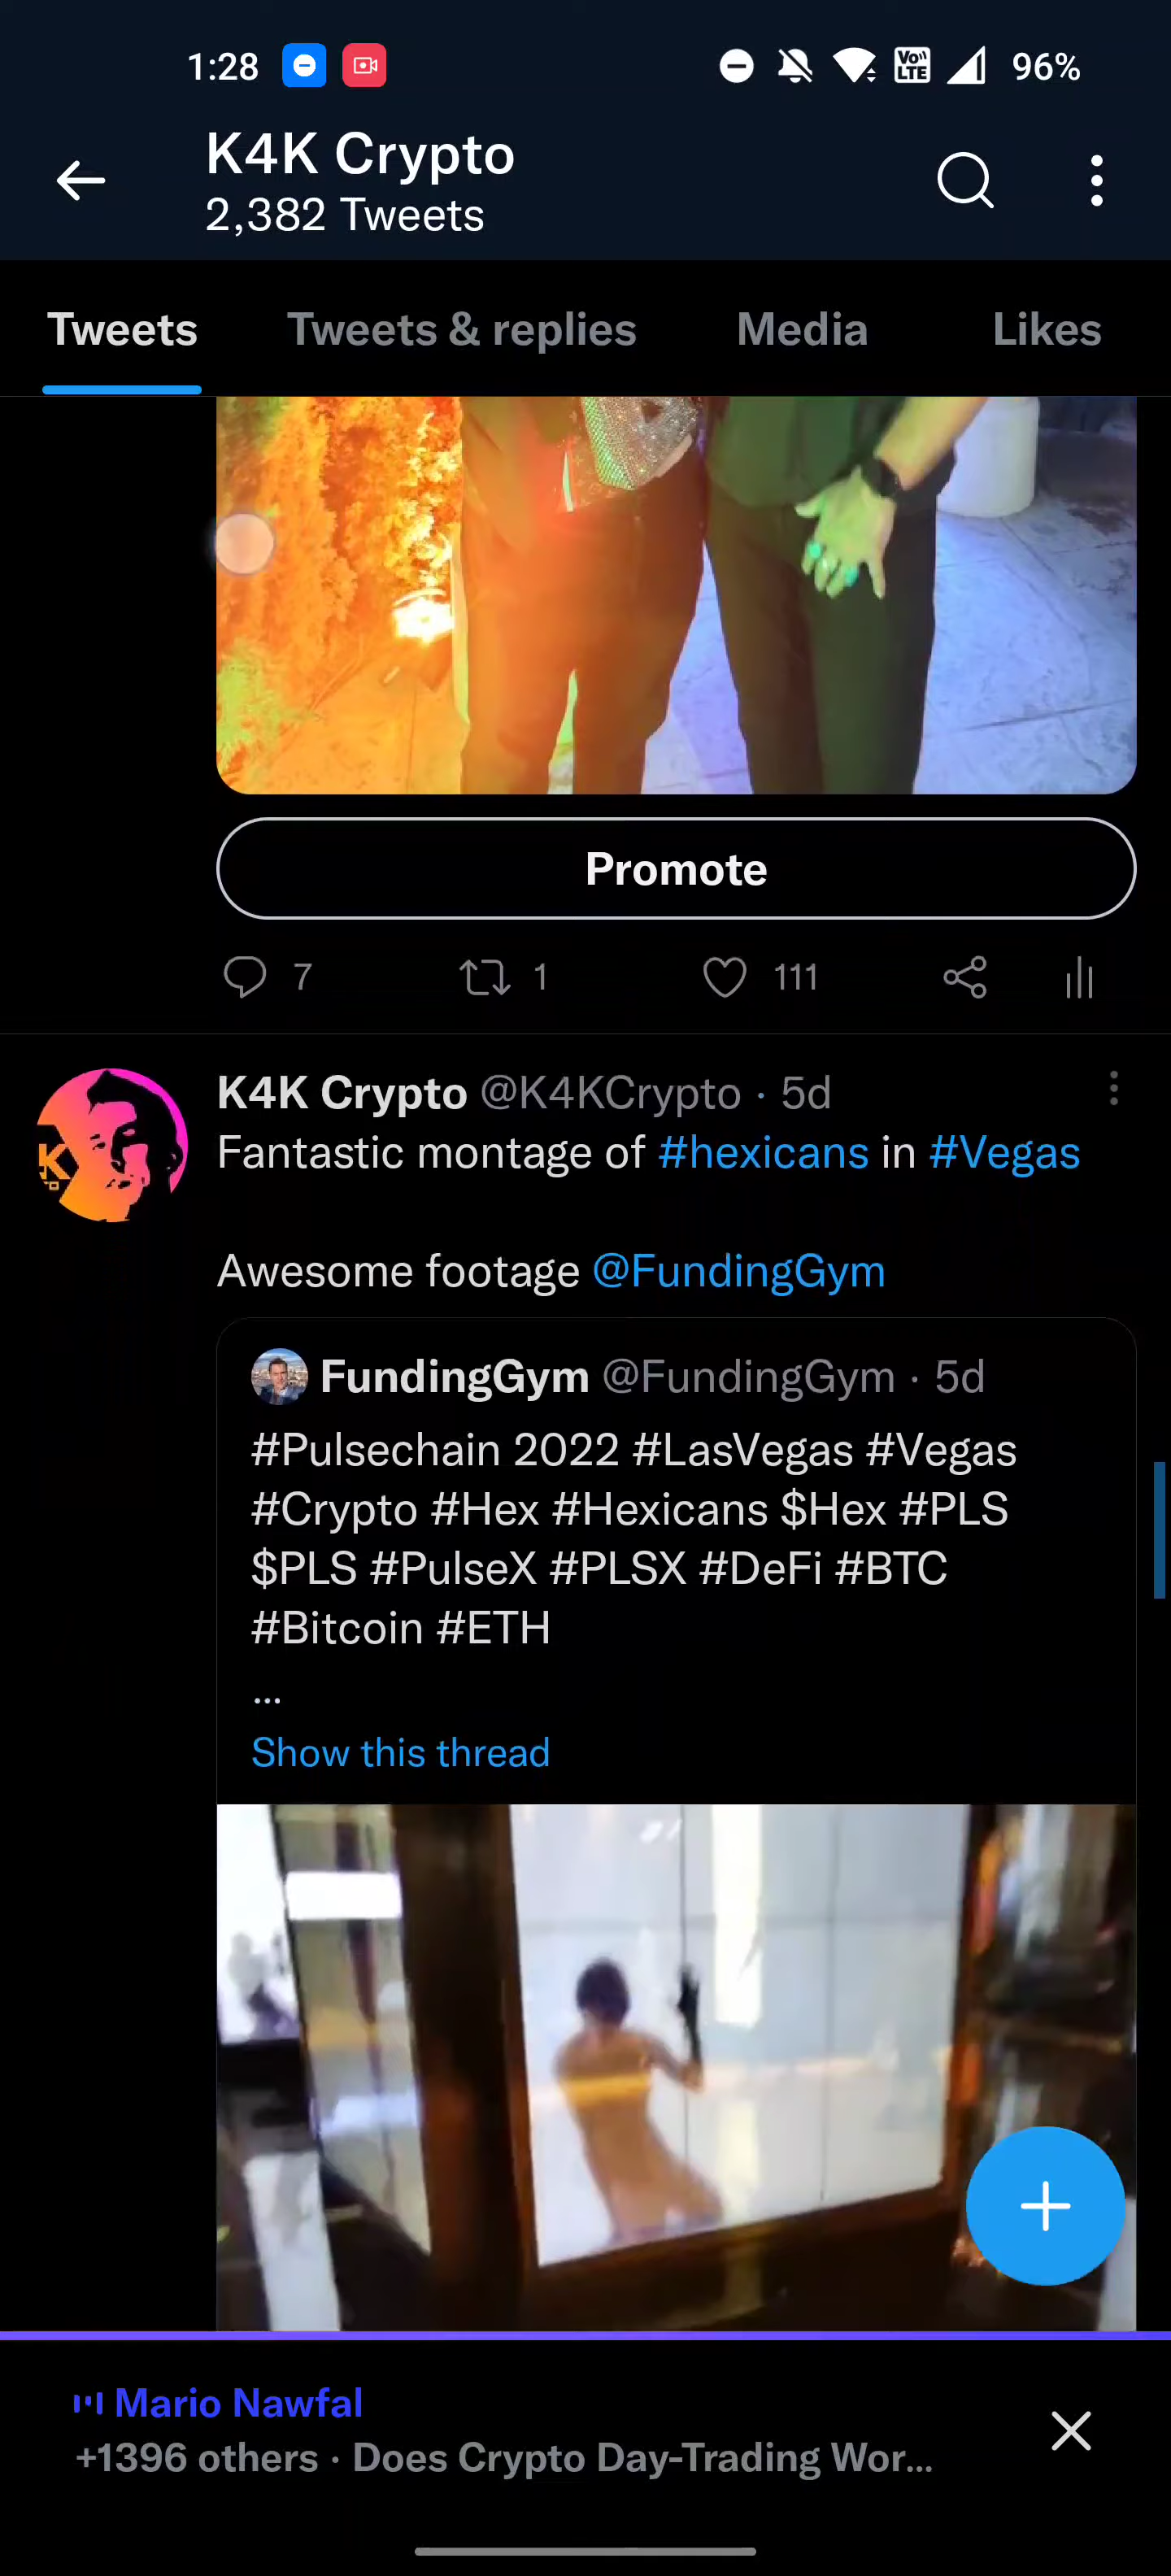 1:28
Vo))
LTE
96%
K4K Crypto
2,382 Tweets
Tweets
Tweets & replies
Media
Likes
Promote
7
1
111
K4K Crypto @K4KCrypto · 5d
Fantastic montage of #hexicans in #Vegas
Awesome footage @FundingGym
FundingGym @FundingGym · 5d
#Pulsechain 2022 #LasVegas #Vegas
#Crypto #Hex #Hexicans $Hex #PLS
$PLS #PulseX #PLSX #DeFi #BTC
#Bitcoin #ETH
...
Show this thread
Mario Nawfal
+1396 others · Does Crypto Day-Trading Wor...